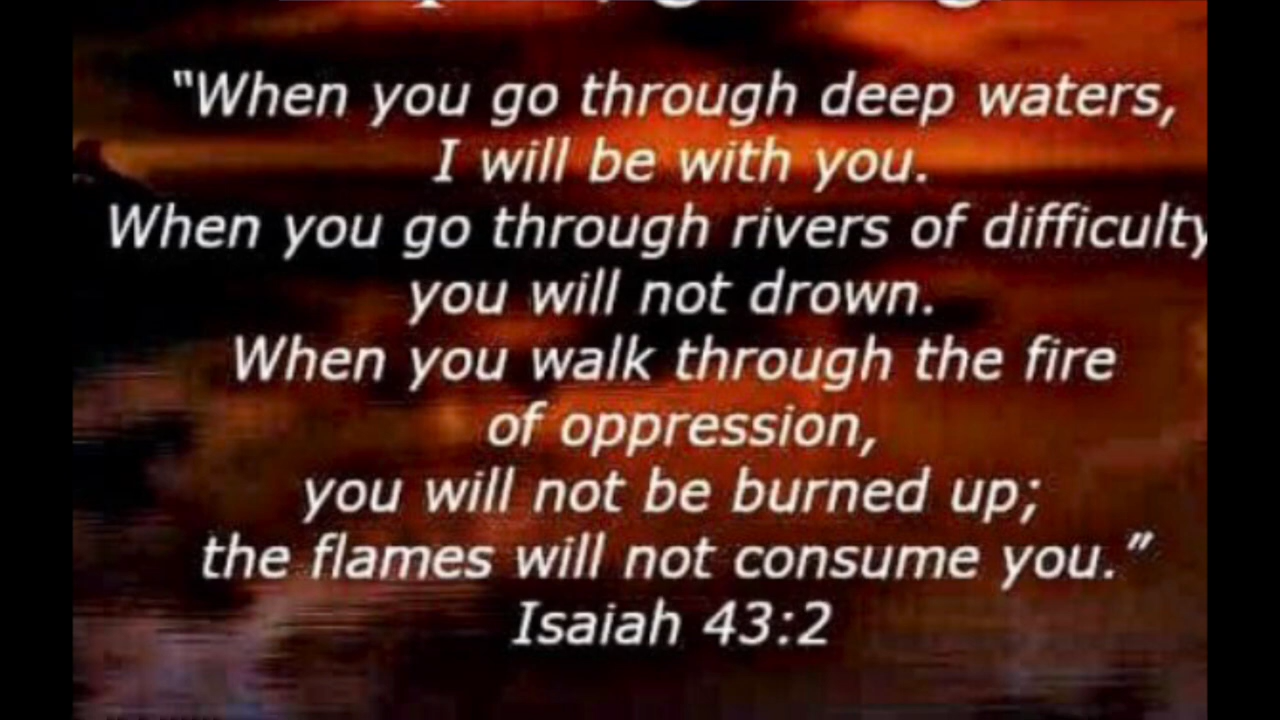 "When you go through deep waters,
I will be with you.
When you go through rivers of difficulty
you will not drown.
When you walk through the fire
of oppression,
you will not be burned up;
the flames will not consume you."
Isaiah 43:2